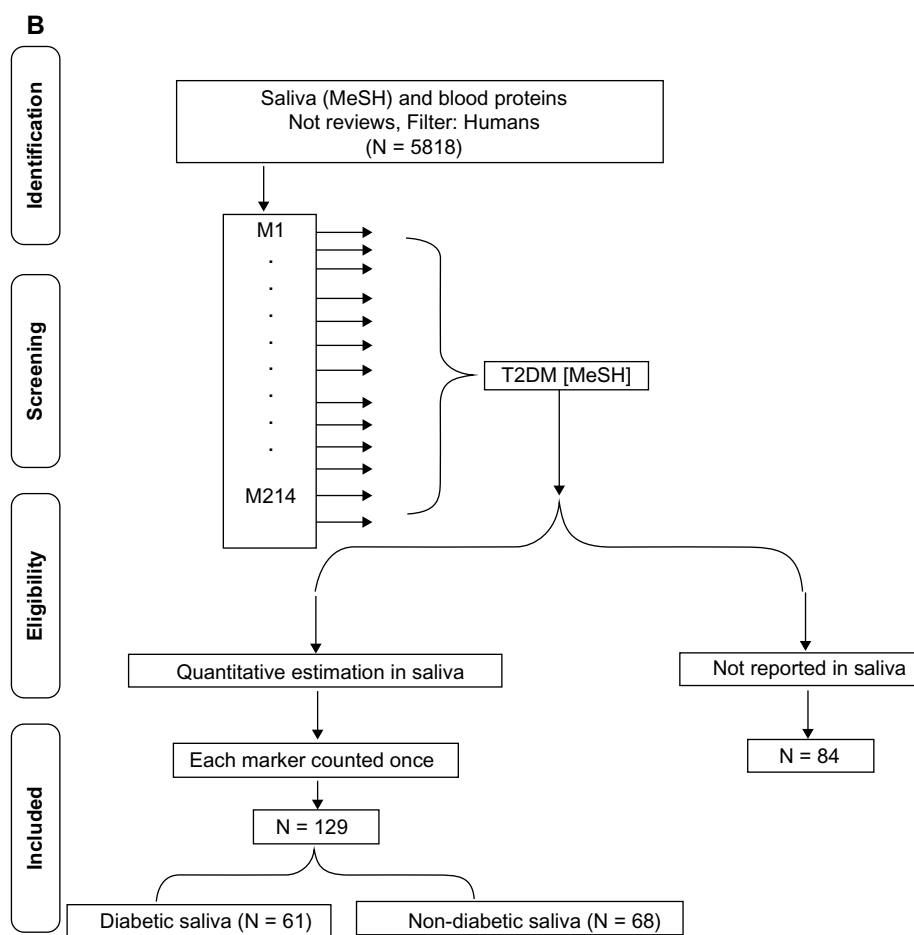 B
Identification
Saliva (MeSH) and blood proteins
Not reviews, Filter: Humans
(N = 5818)
M1
.
.
.
.
.
.
.
.
M214
Screening
T2DM [MeSH]
Eligibility
Quantitative estimation in saliva
Not reported in saliva
Each marker counted once
N = 84
Included
N = 129
Diabetic saliva (N = 61)
Non-diabetic saliva (N = 68)